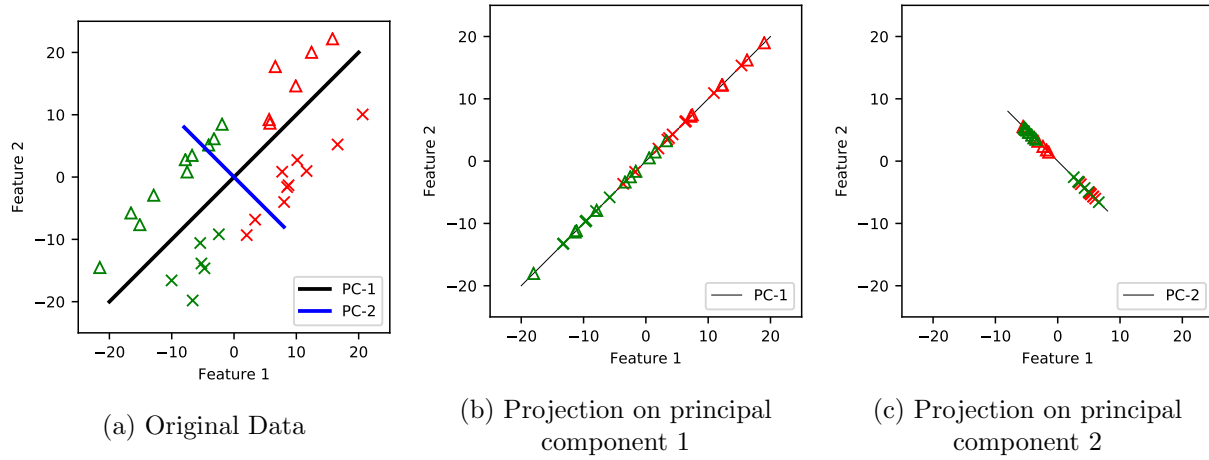 20
10
0
−10
−20
Feature 2
−20
−10
0
10
20
Feature 1
PC-1
PC-2
(a) Original Data
20
10
0
−10
−20
Feature 2
−20
−10
0
10
20
Feature 1
PC-1
(b) Projection on principal
component 1
20
10
0
−10
−20
Feature 2
−20
−10
0
10
20
Feature 1
PC-2
(c) Projection on principal
component 2